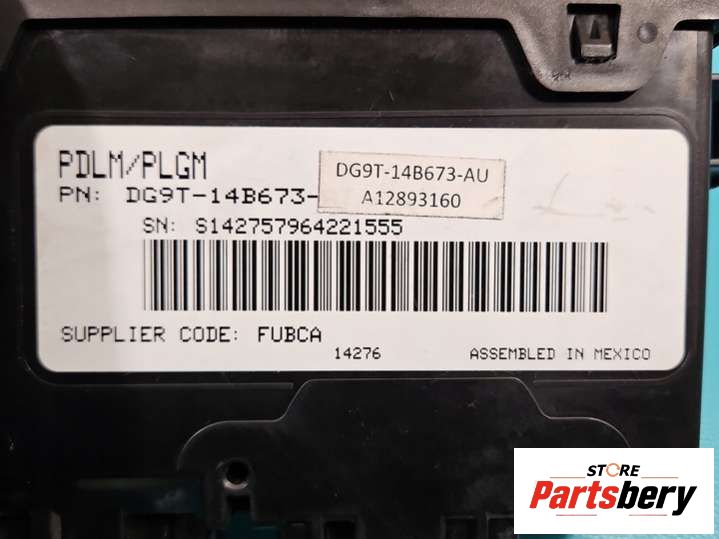 PDLM/PLGM
PN: DG9T-14B673-
DG9T-14B673-AU
A12893160
SN: S142757964221555
SUPPLIER CODE: FUBCA
14276 ASSEMBLED IN MEXICO
STORE
Partsbery